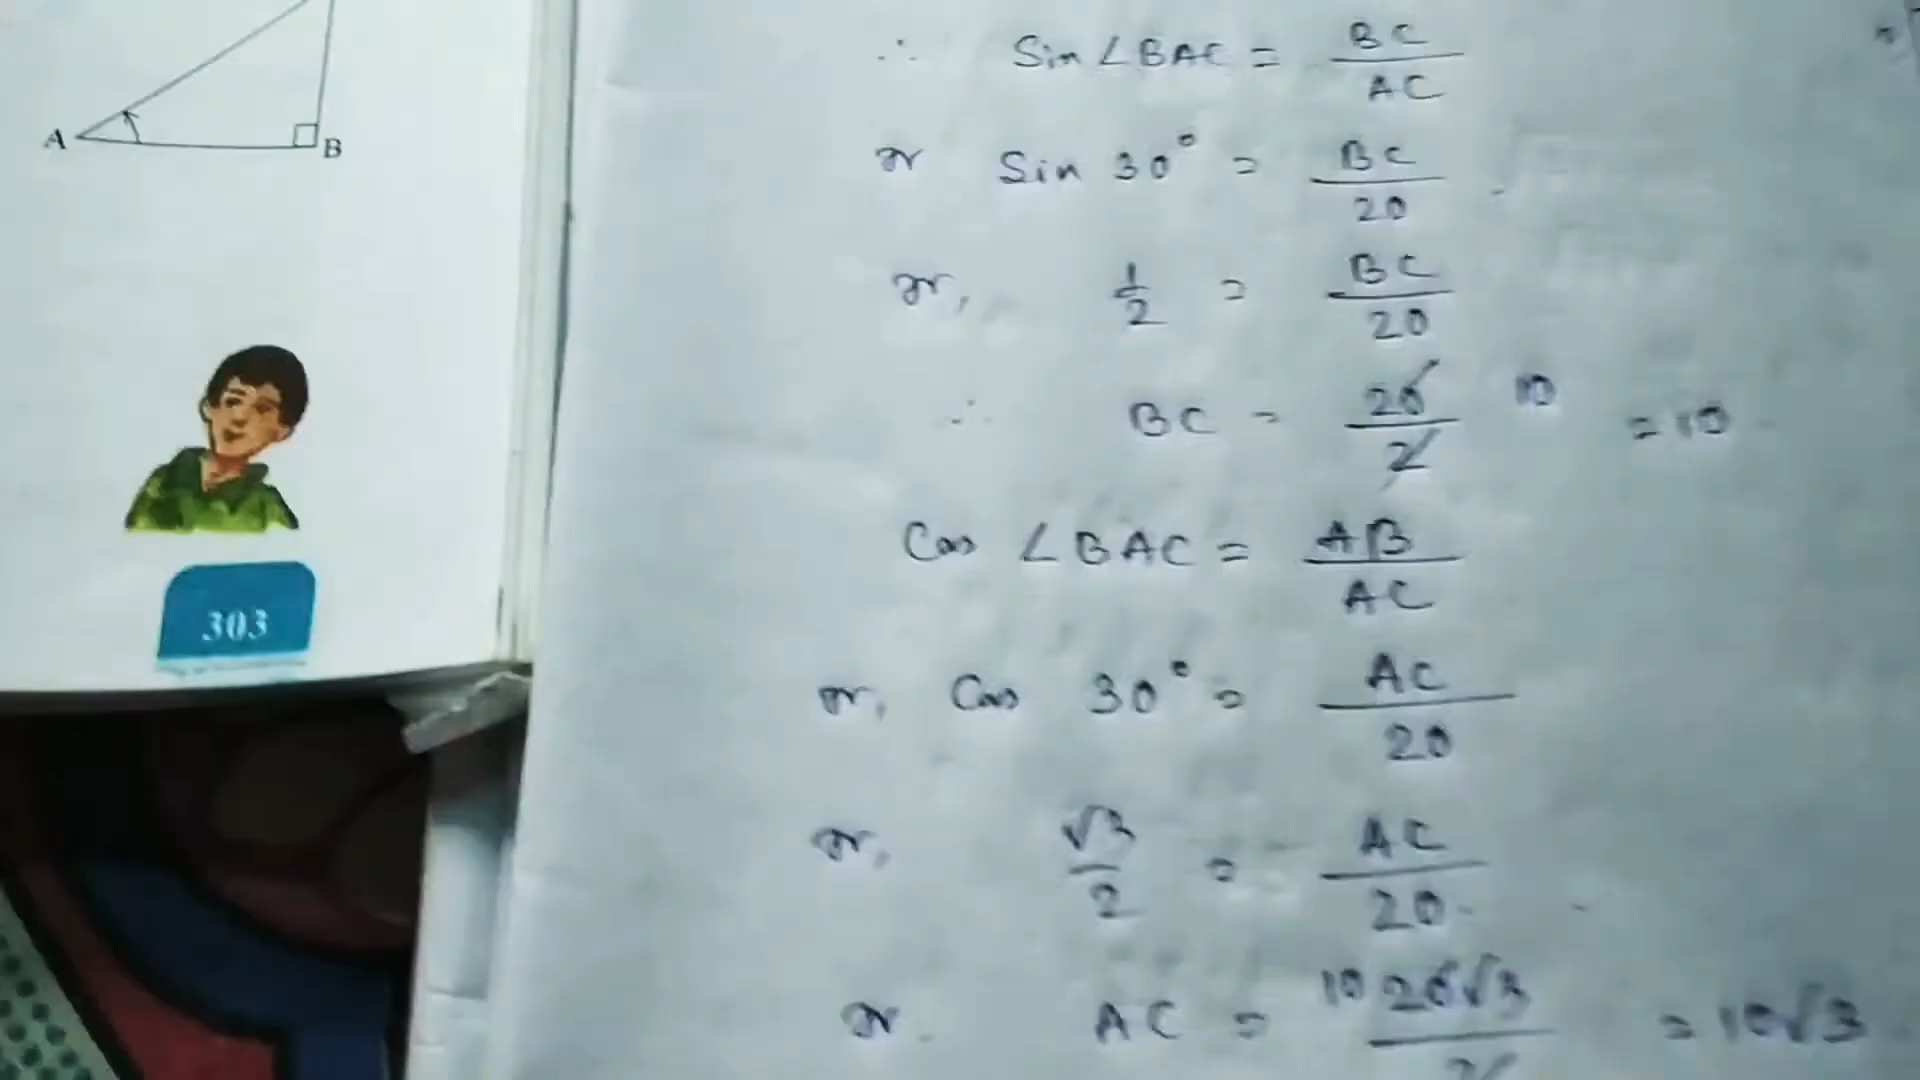 A B
303
∴ Sin ∠BAC = BC/AC
or Sin 30° = BC/20
or, 1/2 = BC/20
∴ BC = 20/2 10 = 10
Cos ∠BAC = AB/AC
or, Cos 30° = AC/20
or, √3/2 = AC/20
or. AC = 10 20√3/2 = 10√3